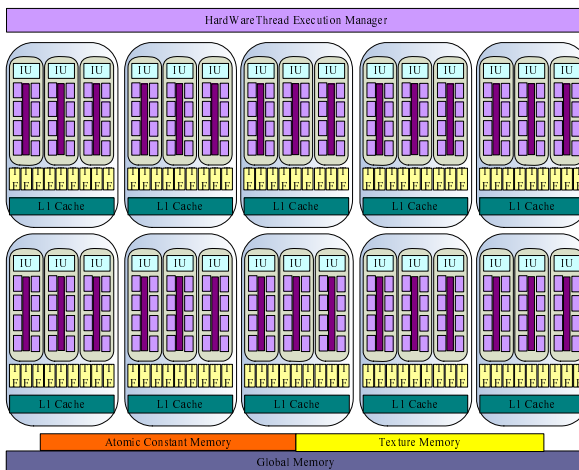 HardWareThread Execution Manager
IU IU IU IU IU IU IU IU IU IU IU IU IU IU IU
L1 Cache L1 Cache L1 Cache L1 Cache L1 Cache
IU IU IU IU IU IU IU IU IU IU IU IU IU IU IU
L1 Cache L1 Cache L1 Cache L1 Cache L1 Cache
Atomic Constant Memory Texture Memory
Global Memory